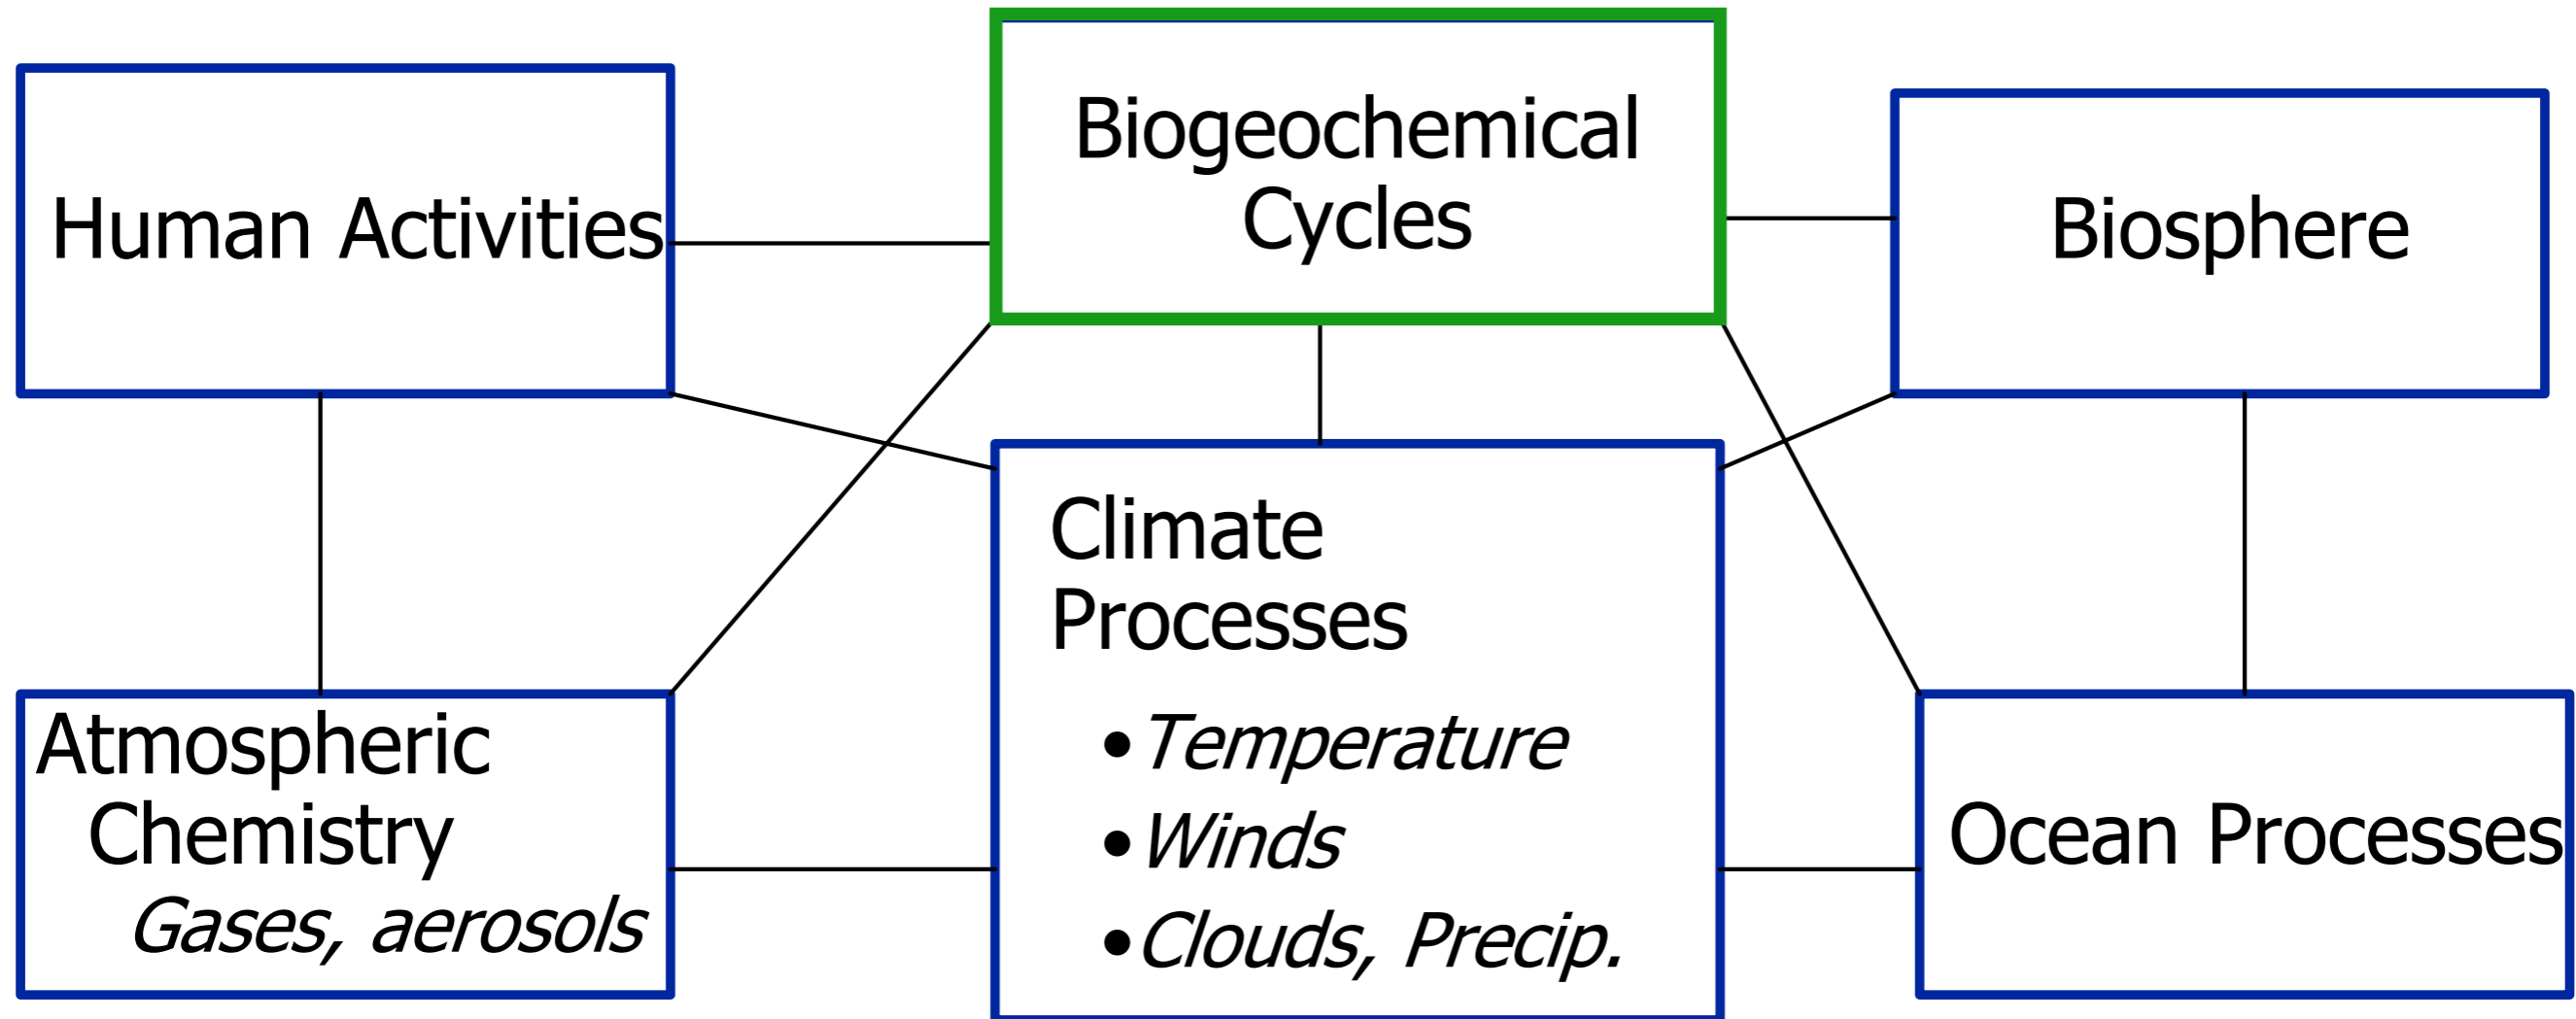 Human Activities
Biogeochemical
Cycles
Biosphere
Climate
Processes
•Temperature
•Winds
•Clouds, Precip.
Atmospheric
Chemistry
Gases, aerosols
Ocean Processes